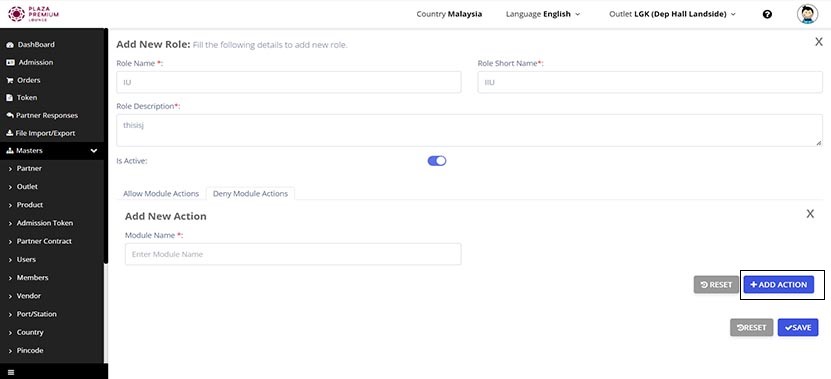 PLAZA
PREMIUM
LOUNGE
Country Malaysia
Language English
Outlet LGK (Dep Hall Landside)
?
DashBoard
Admission
Orders
Token
Partner Responses
File Import/Export
Masters
Partner
Outlet
Product
Admission Token
Partner Contract
Users
Members
Vendor
Port/Station
Country
Pincode
Add New Role: Fill the following details to add new role.
X
Role Name *:
Role Short Name*:
IU
IIU
Role Description*:
thisisj
Is Active:
Allow Module Actions
Deny Module Actions
Add New Action
X
Module Name *:
Enter Module Name
RESET
+ ADD ACTION
RESET
SAVE